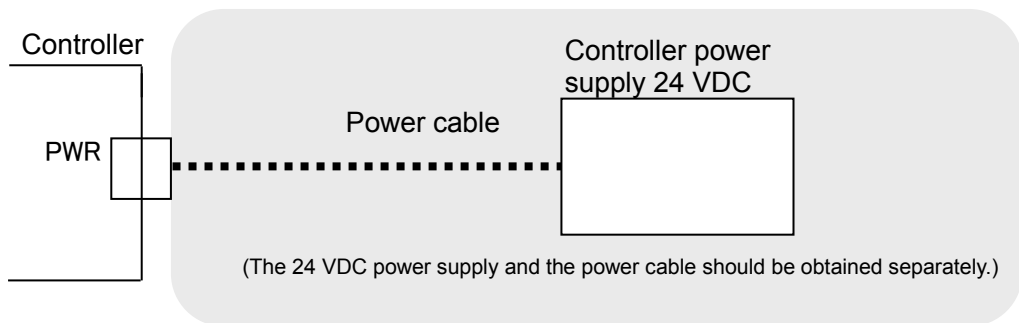 Controller
Controller power
supply 24 VDC
Power cable
PWR
(The 24 VDC power supply and the power cable should be obtained separately.)